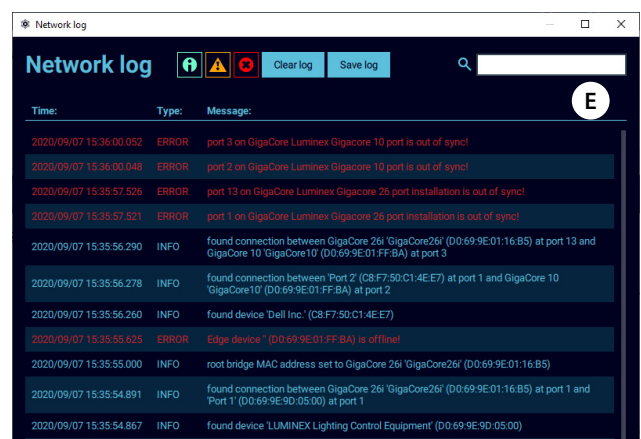 Network log
Network log
Clear log
Save log
E
Time: Type: Message:
2020/09/07 15:36:00.052 ERROR port 3 on GigaCore Luminex Gigacore 10 port is out of sync!
2020/09/07 15:36:00.048 ERROR port 2 on GigaCore Luminex Gigacore 10 port is out of sync!
2020/09/07 15:35:57.526 ERROR port 13 on GigaCore Luminex Gigacore 26 port installation is out of sync!
2020/09/07 15:35:57.521 ERROR port 1 on GigaCore Luminex Gigacore 26 port installation is out of sync!
2020/09/07 15:35:56.290 INFO found connection between GigaCore 26i 'GigaCore26i' (D0:69:9E:01:16:B5) at port 13 and
GigaCore 10 'GigaCore10' (D0:69:9E:01:FF:BA) at port 3
2020/09/07 15:35:56.278 INFO found connection between 'Port 2' (C8:F7:50:C1:4E:E7) at port 1 and GigaCore 10
'GigaCore10' (D0:69:9E:01:FF:BA) at port 2
2020/09/07 15:35:56.260 INFO found device 'Dell Inc.' (C8:F7:50:C1:4E:E7)
2020/09/07 15:35:55.625 ERROR Edge device '' (D0:69:9E:01:FF:BA) is offline!
2020/09/07 15:35:55.000 INFO root bridge MAC address set to GigaCore 26i 'GigaCore26i' (D0:69:9E:01:16:B5)
2020/09/07 15:35:54.891 INFO found connection between GigaCore 26i 'GigaCore26i' (D0:69:9E:01:16:B5) at port 1 and
'Port 1' (D0:69:9E:9D:05:00) at port 1
2020/09/07 15:35:54.867 INFO found device 'LUMINEX Lighting Control Equipment' (D0:69:9E:9D:05:00)